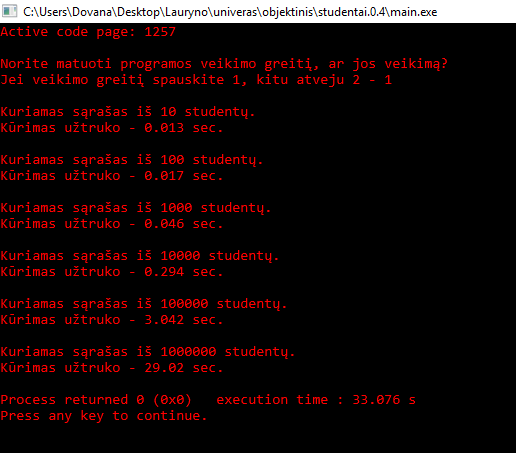 C:\Users\Dovana\Desktop\Lauryno\univeras\objektinis\studentai.0.4\main.exe
Active code page: 1257
Norite matuoti programos veikimo greitį, ar jos veikimą?
Jei veikimo greitį spauskite 1, kitu atveju 2 - 1
Kuriamas sąrašas iš 10 studentų.
Kūrimas užtruko - 0.013 sec.
Kuriamas sąrašas iš 100 studentų.
Kūrimas užtruko - 0.017 sec.
Kuriamas sąrašas iš 1000 studentų.
Kūrimas užtruko - 0.046 sec.
Kuriamas sąrašas iš 10000 studentų.
Kūrimas užtruko - 0.294 sec.
Kuriamas sąrašas iš 100000 studentų.
Kūrimas užtruko - 3.042 sec.
Kuriamas sąrašas iš 1000000 studentų.
Kūrimas užtruko - 29.02 sec.
Process returned 0 (0x0)   execution time : 33.076 s
Press any key to continue.